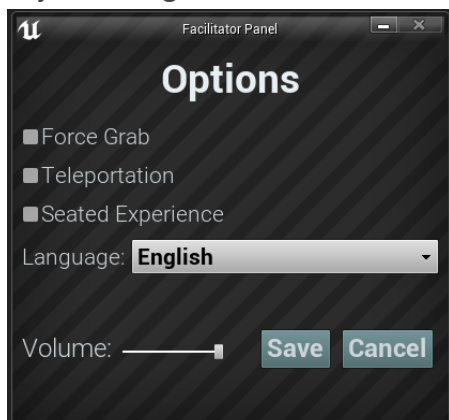 Facilitator Panel
Options
Force Grab
Teleportation
Seated Experience
Language: English
Volume: Save Cancel